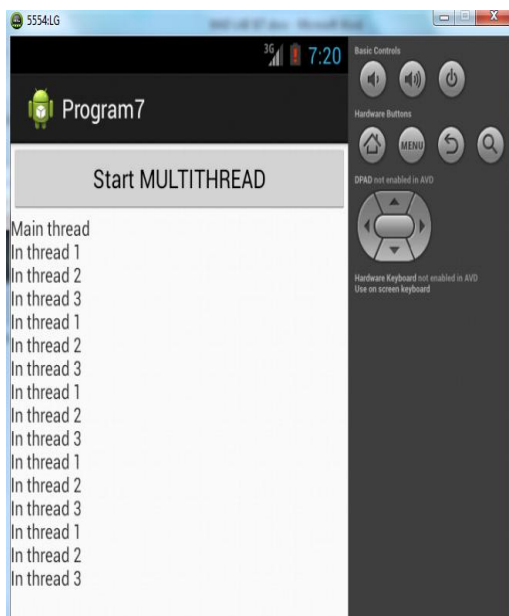 5554:LG
3G 7:20
Program7
Start MULTITHREAD
Main thread
In thread 1
In thread 2
In thread 3
In thread 1
In thread 2
In thread 3
In thread 1
In thread 2
In thread 3
In thread 1
In thread 2
In thread 3
In thread 1
In thread 2
In thread 3
Basic Controls
Hardware Buttons
MENU
DPAD not enabled in AVD
Hardware Keyboard not enabled in AVD
Use on screen keyboard